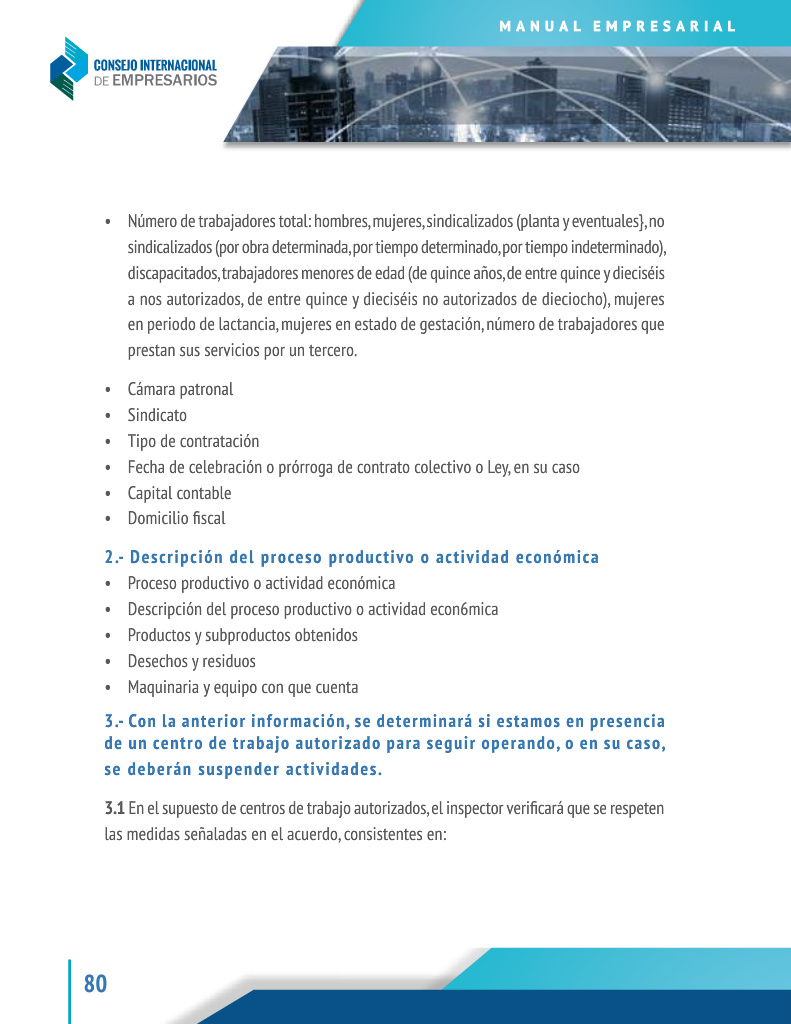 MANUAL EMPRESARIAL
CONSEJO INTERNACIONAL
DE EMPRESARIOS
• Número de trabajadores total: hombres, mujeres, sindicalizados (planta y eventuales}, no
sindicalizados (por obra determinada, por tiempo determinado, por tiempo indeterminado),
discapacitados, trabajadores menores de edad (de quince años, de entre quince y dieciséis
a nos autorizados, de entre quince y dieciséis no autorizados de dieciocho), mujeres
en periodo de lactancia, mujeres en estado de gestación, número de trabajadores que
prestan sus servicios por un tercero.
• Cámara patronal
• Sindicato
• Tipo de contratación
• Fecha de celebración o prórroga de contrato colectivo o Ley, en su caso
• Capital contable
• Domicilio fiscal
2.- Descripción del proceso productivo o actividad económica
• Proceso productivo o actividad económica
• Descripción del proceso productivo o actividad econ6mica
• Productos y subproductos obtenidos
• Desechos y residuos
• Maquinaria y equipo con que cuenta
3.- Con la anterior información, se determinará si estamos en presencia
de un centro de trabajo autorizado para seguir operando, o en su caso,
se deberán suspender actividades.
3.1 En el supuesto de centros de trabajo autorizados, el inspector verificará que se respeten
las medidas señaladas en el acuerdo, consistentes en:
80